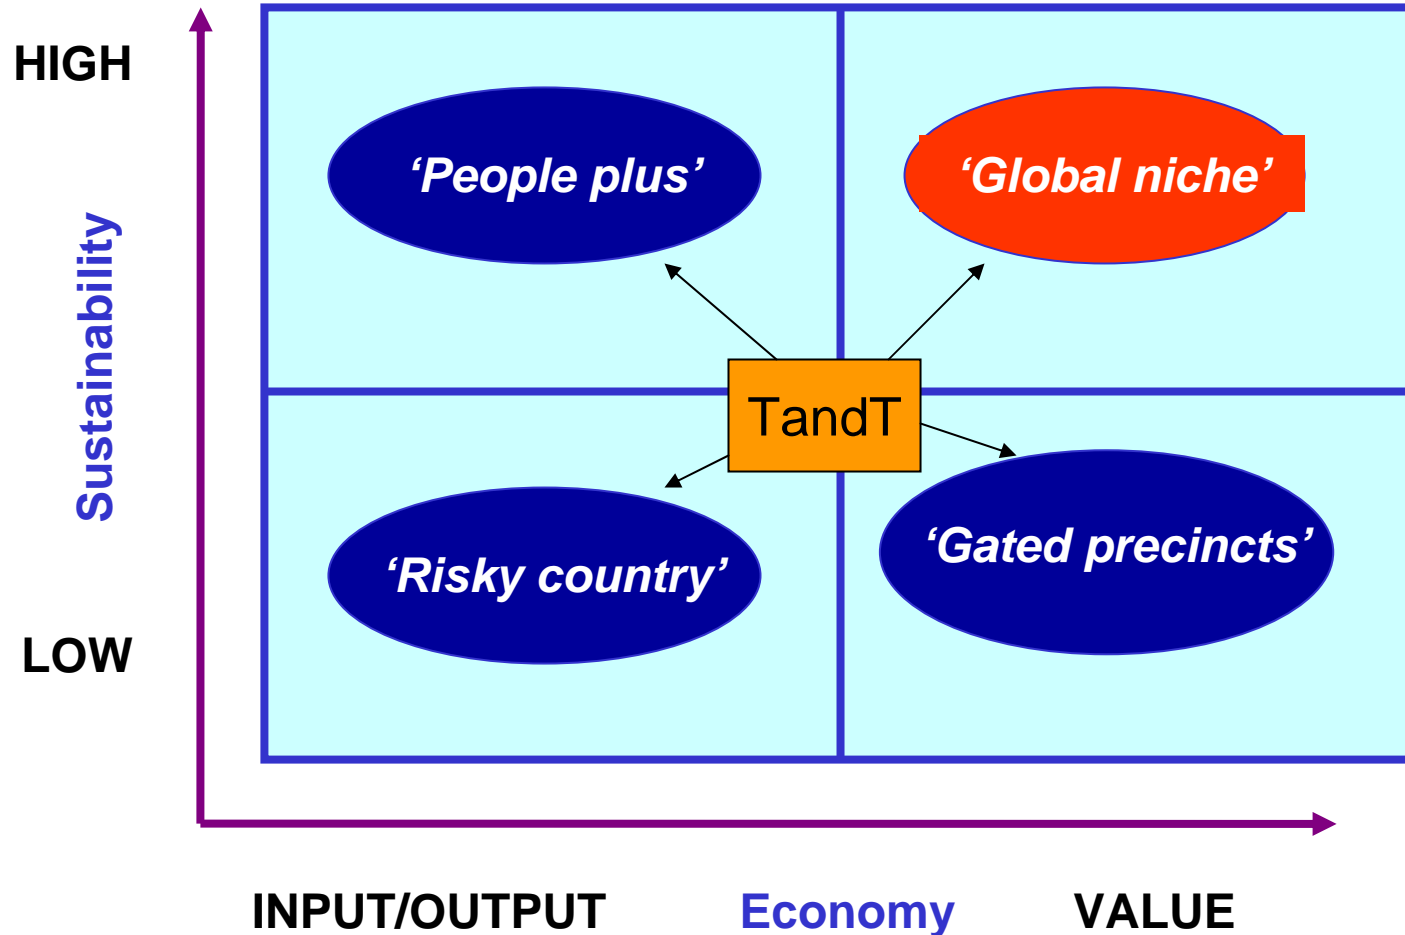 HIGH
‘People plus’
‘Global niche’
Sustainability
TandT
‘Gated precincts’
‘Risky country’
LOW
INPUT/OUTPUT Economy VALUE